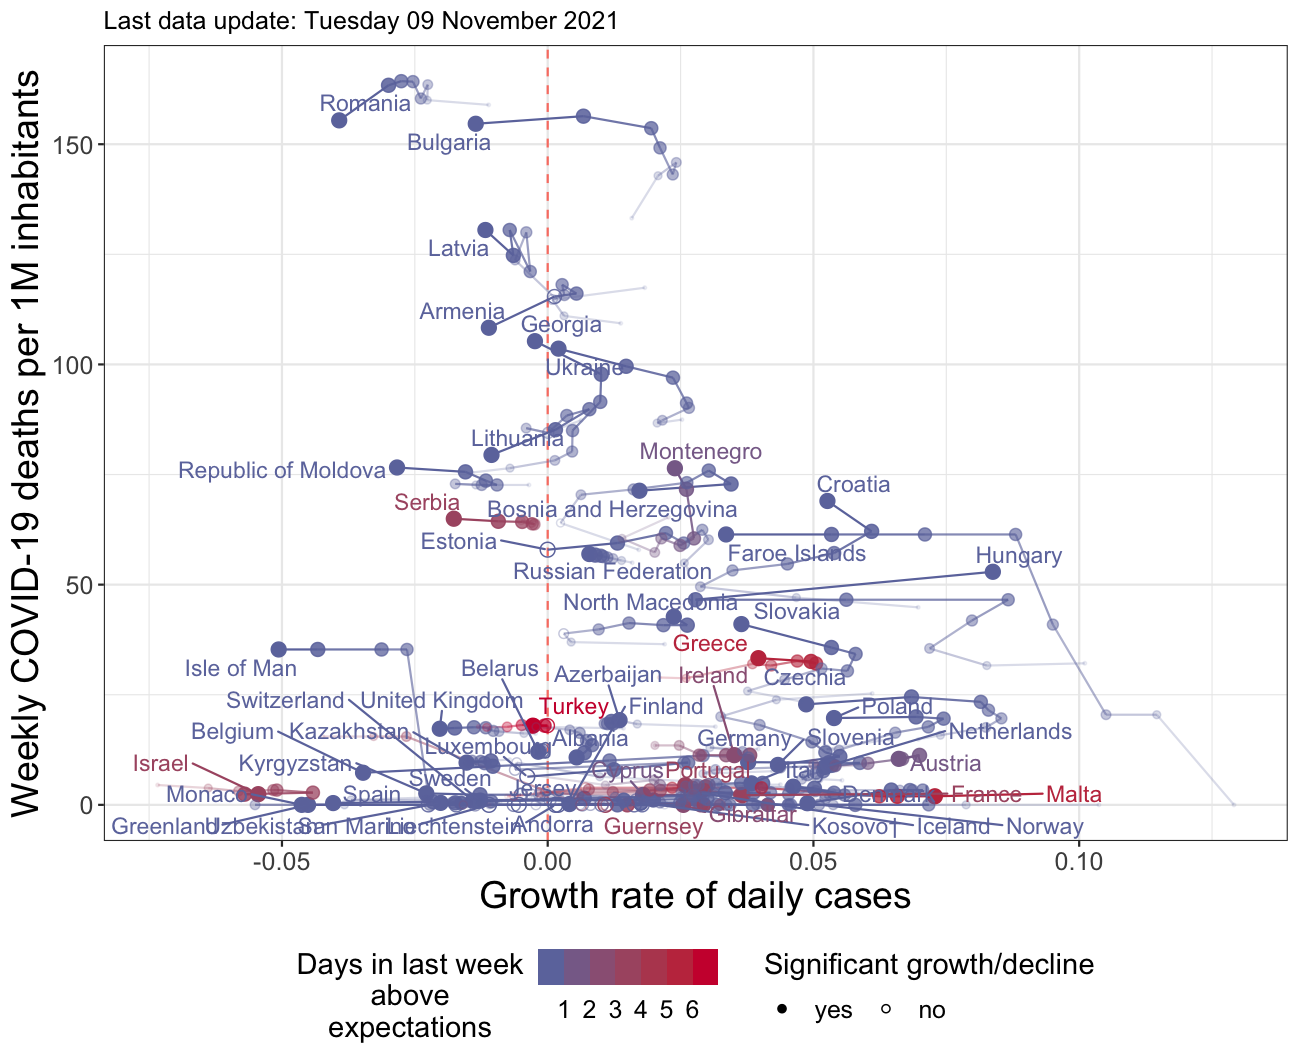 Last data update: Tuesday 09 November 2021
Weekly COVID-19 deaths per 1M inhabitants
150
100
50
0
Romania
Bulgaria
Latvia
Armenia
Georgia
Ukraine
Lithuania
Montenegro
Republic of Moldova
Croatia
Serbia
Bosnia and Herzegovina
Estonia
Faroe Islands
Hungary
Russian Federation
North Macedonia
Slovakia
Greece
Isle of Man
Belarus
Azerbaijan
Ireland
Czechia
Switzerland
United Kingdom
Turkey
Finland
Poland
Belgium
Kazakhstan
Luxembourg
Albania
Germany
Slovenia
Netherlands
Israel
Kyrgyzstan
Sweden
Cyprus
Portugal
Italy
Austria
Monaco
Spain
Jersey
Denmark
France
Malta
Greenland
Uzbekistan
San Marino
Liechtenstein
Andorra
Guernsey
Gibraltar
Kosovo†
Iceland
Norway
-0.05
0.00
0.05
0.10
Growth rate of daily cases
Days in last week
above
expectations
1 2 3 4 5 6
Significant growth/decline
yes
no